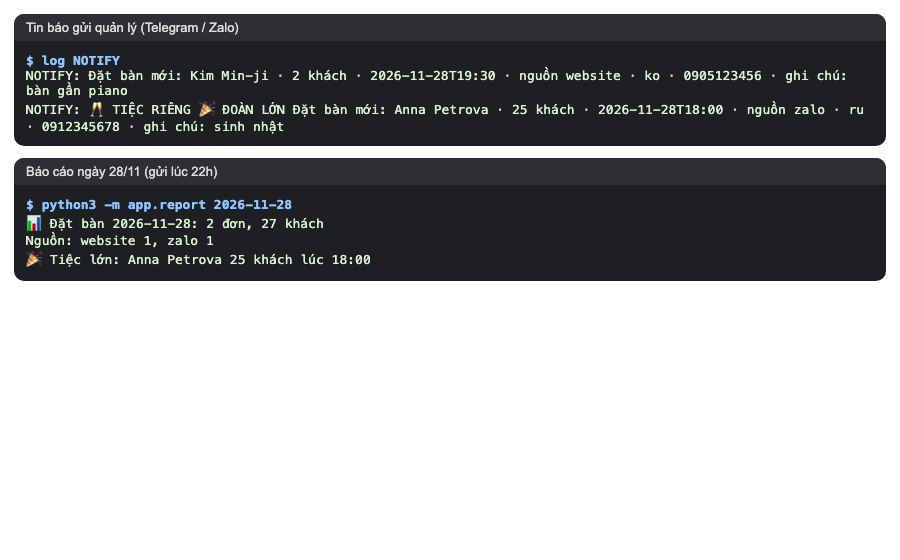 Tin báo gửi quản lý (Telegram / Zalo)
$ log NOTIFY
NOTIFY: Đặt bàn mới: Kim Min-ji · 2 khách · 2026-11-28T19:30 · nguồn website · ko · 0905123456 · ghi chú:
bàn gần piano
NOTIFY: 🥂 TIỆC RIÊNG 🎉 ĐOÀN LỚN Đặt bàn mới: Anna Petrova · 25 khách · 2026-11-28T18:00 · nguồn zalo · ru
· 0912345678 · ghi chú: sinh nhật
Báo cáo ngày 28/11 (gửi lúc 22h)
$ python3 -m app.report 2026-11-28
📊 Đặt bàn 2026-11-28: 2 đơn, 27 khách
Nguồn: website 1, zalo 1
🎉 Tiệc lớn: Anna Petrova 25 khách lúc 18:00